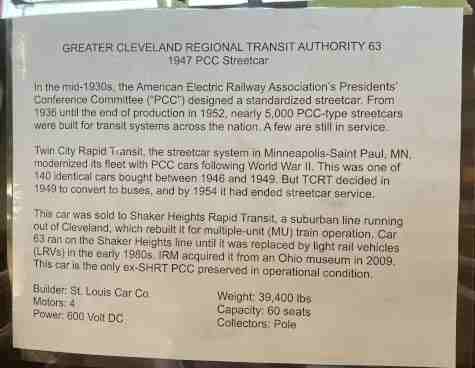 GREATER CLEVELAND REGIONAL TRANSIT AUTHORITY 63
1947 PCC Streetcar
In the mid-1930s, the American Electric Railway Association's Presidents'
Conference Committee ("PCC") designed a standardized streetcar. From
1936 until the end of production in 1952, nearly 5,000 PCC-type streetcars
were built for transit systems across the nation. A few are still in service.
Twin City Rapid Transit, the streetcar system in Minneapolis-Saint Paul, MN,
modernized its fleet with PCC cars following World War II. This was one of
140 identical cars bought between 1946 and 1949. But TCRT decided in
1949 to convert to buses, and by 1954 it had ended streetcar service.
This car was sold to Shaker Heights Rapid Transit, a suburban line running
out of Cleveland, which rebuilt it for multiple-unit (MU) train operation. Car
63 ran on the Shaker Heights line until it was replaced by light rail vehicles
(LRVs) in the early 1980s. IRM acquired it from an Ohio museum in 2009.
This car is the only ex-SHRT PCC preserved in operational condition.
Builder: St. Louis Car Co.
Motors: 4
Power: 600 Volt DC
Weight: 39,400 lbs
Capacity: 60 seats
Collectors: Pole